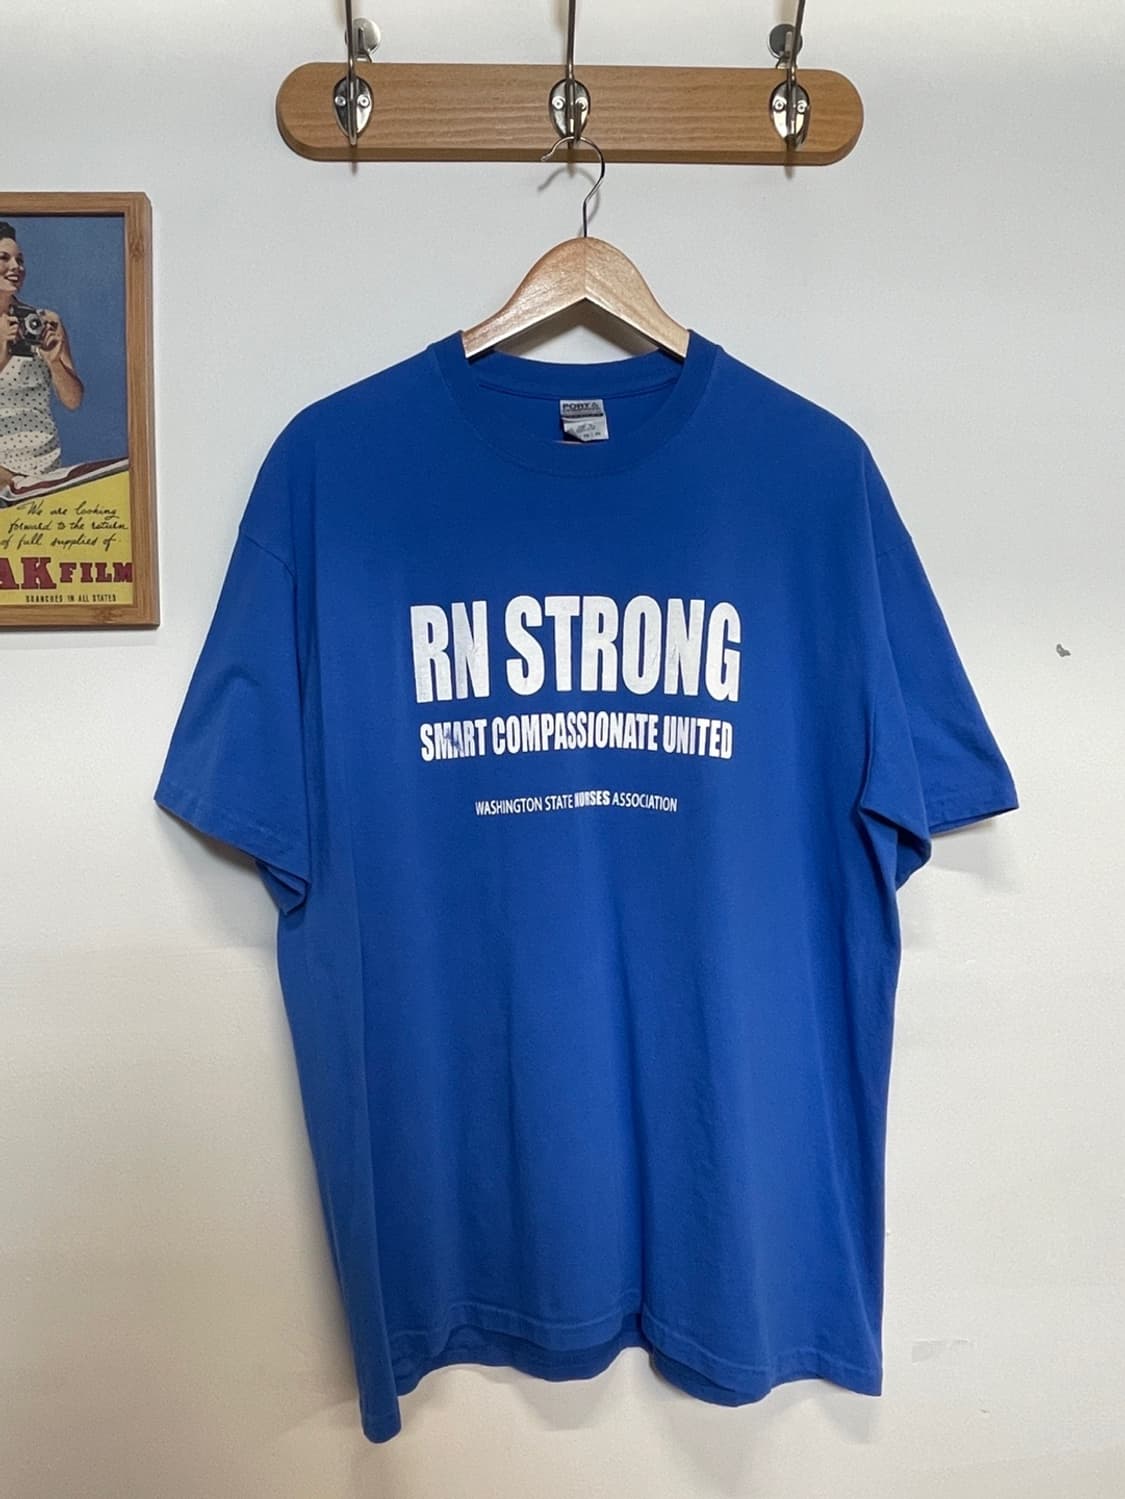 We are looking
forward to the return
of full supplies of
AK FILM
BRANCHES IN ALL STATES
PORT &
RN STRONG
SMART COMPASSIONATE UNITED
WASHINGTON STATE NURSES ASSOCIATION